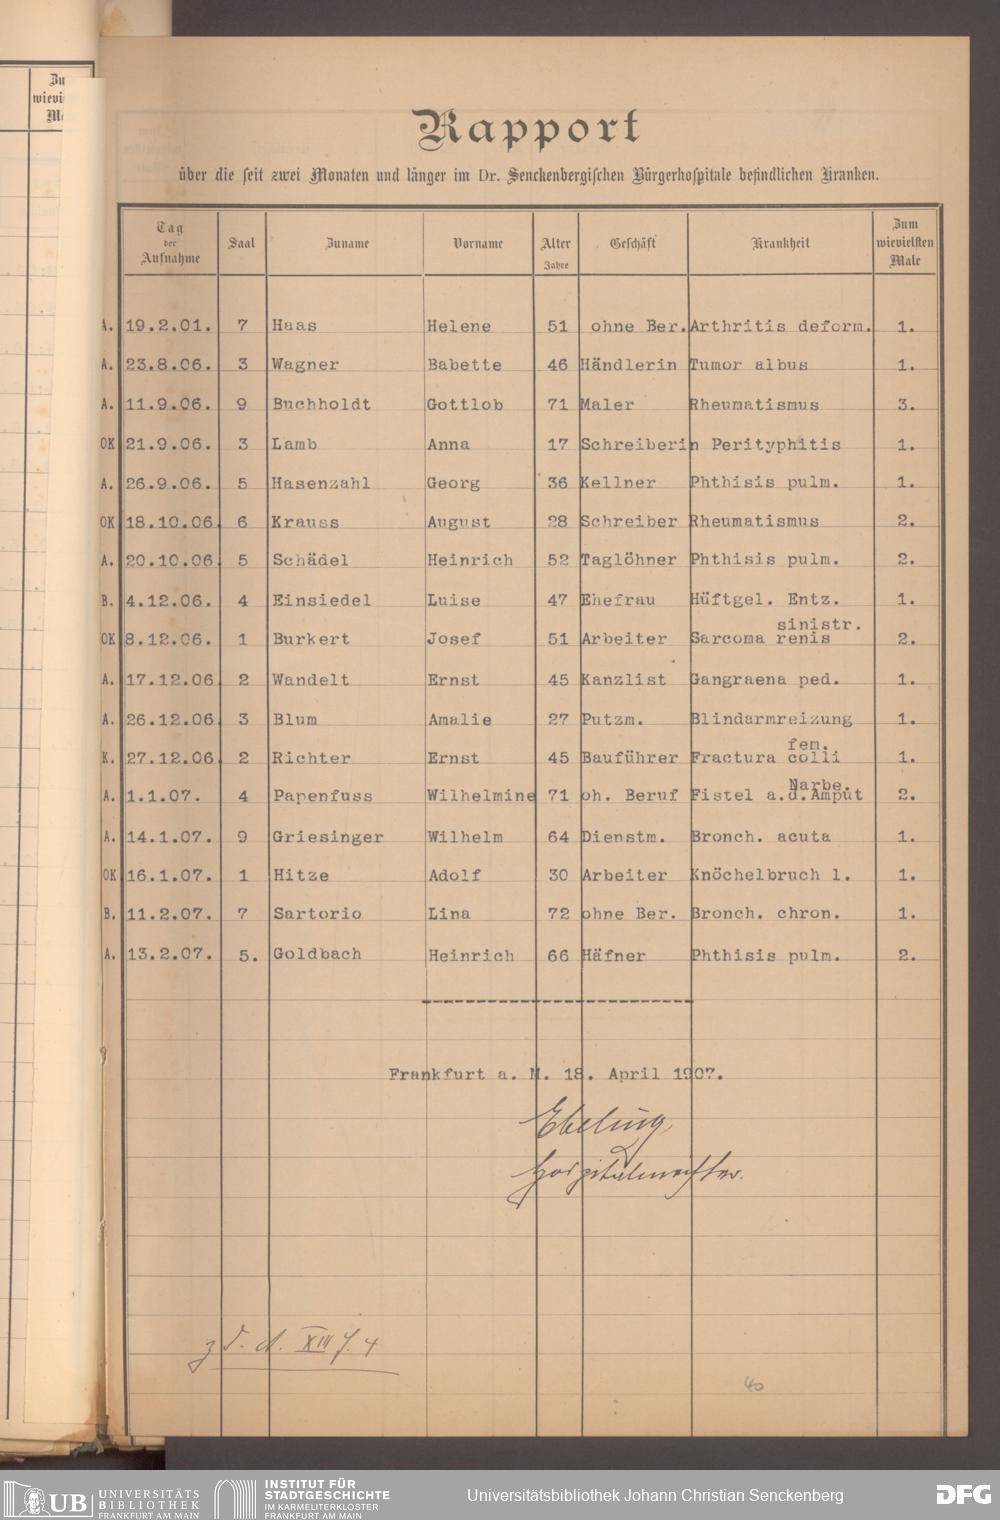 Zu
wievi
Ma
Rapport
über die seit zwei Monaten und länger im Dr. Senckenbergischen Bürgerhospitale befindlichen Kranken.
Tag der Aufnahme Saal Zuname Vorname Alter Jahre Geschäft Krankheit Zum wievielsten Male
A. 19.2.01. 7 Haas Helene 51 ohne Ber. Arthritis deform. 1.
A. 23.8.06. 3 Wagner Babette 46 Händlerin Tumor albus 1.
A. 11.9.06. 9 Buchholdt Gottlob 71 Maler Rheumatismus 3.
OK 21.9.06. 3 Lamb Anna 17 Schreiberin Perityphitis 1.
A. 26.9.06. 5 Hasenzahl Georg 36 Kellner Phthisis pulm. 1.
OK 18.10.06. 6 Krauss August 28 Schreiber Rheumatismus 2.
A. 20.10.06. 5 Schädel Heinrich 52 Taglöhner Phthisis pulm. 2.
B. 4.12.06. 4 Einsiedel Luise 47 Ehefrau Hüftgel. Entz. 1.
sinistr.
OK 8.12.06. 1 Burkert Josef 51 Arbeiter Sarcoma renis 2.
A. 17.12.06. 2 Wandelt Ernst 45 Kanzlist Gangraena ped. 1.
A. 26.12.06. 3 Blum Amalie 27 Putzm. Blindarmreizung 1.
fem.
K. 27.12.06. 2 Richter Ernst 45 Bauführer Fractura colli 1.
Narbe.
A. 1.1.07. 4 Papenfuss Wilhelmine 71 oh. Beruf Fistel a.d.Amput 2.
A. 14.1.07. 9 Griesinger Wilhelm 64 Dienstm. Bronch. acuta 1.
OK 16.1.07. 1 Hitze Adolf 30 Arbeiter Knöchelbruch l. 1.
B. 11.2.07. 7 Sartorio Lina 72 ohne Ber. Bronch. chron. 1.
A. 13.2.07. 5. Goldbach Heinrich 66 Häfner Phthisis pulm. 2.
Frankfurt a. M. 18. April 1907.
Ebeling,
Hospitalmeister.
z. d. A. XIII f. 4
40
UB UNIVERSITÄTS
BIBLIOTHEK
FRANKFURT AM MAIN
INSTITUT FÜR
STADTGESCHICHTE
IM KARMELITERKLOSTER
FRANKFURT AM MAIN
Universitätsbibliothek Johann Christian Senckenberg
DFG